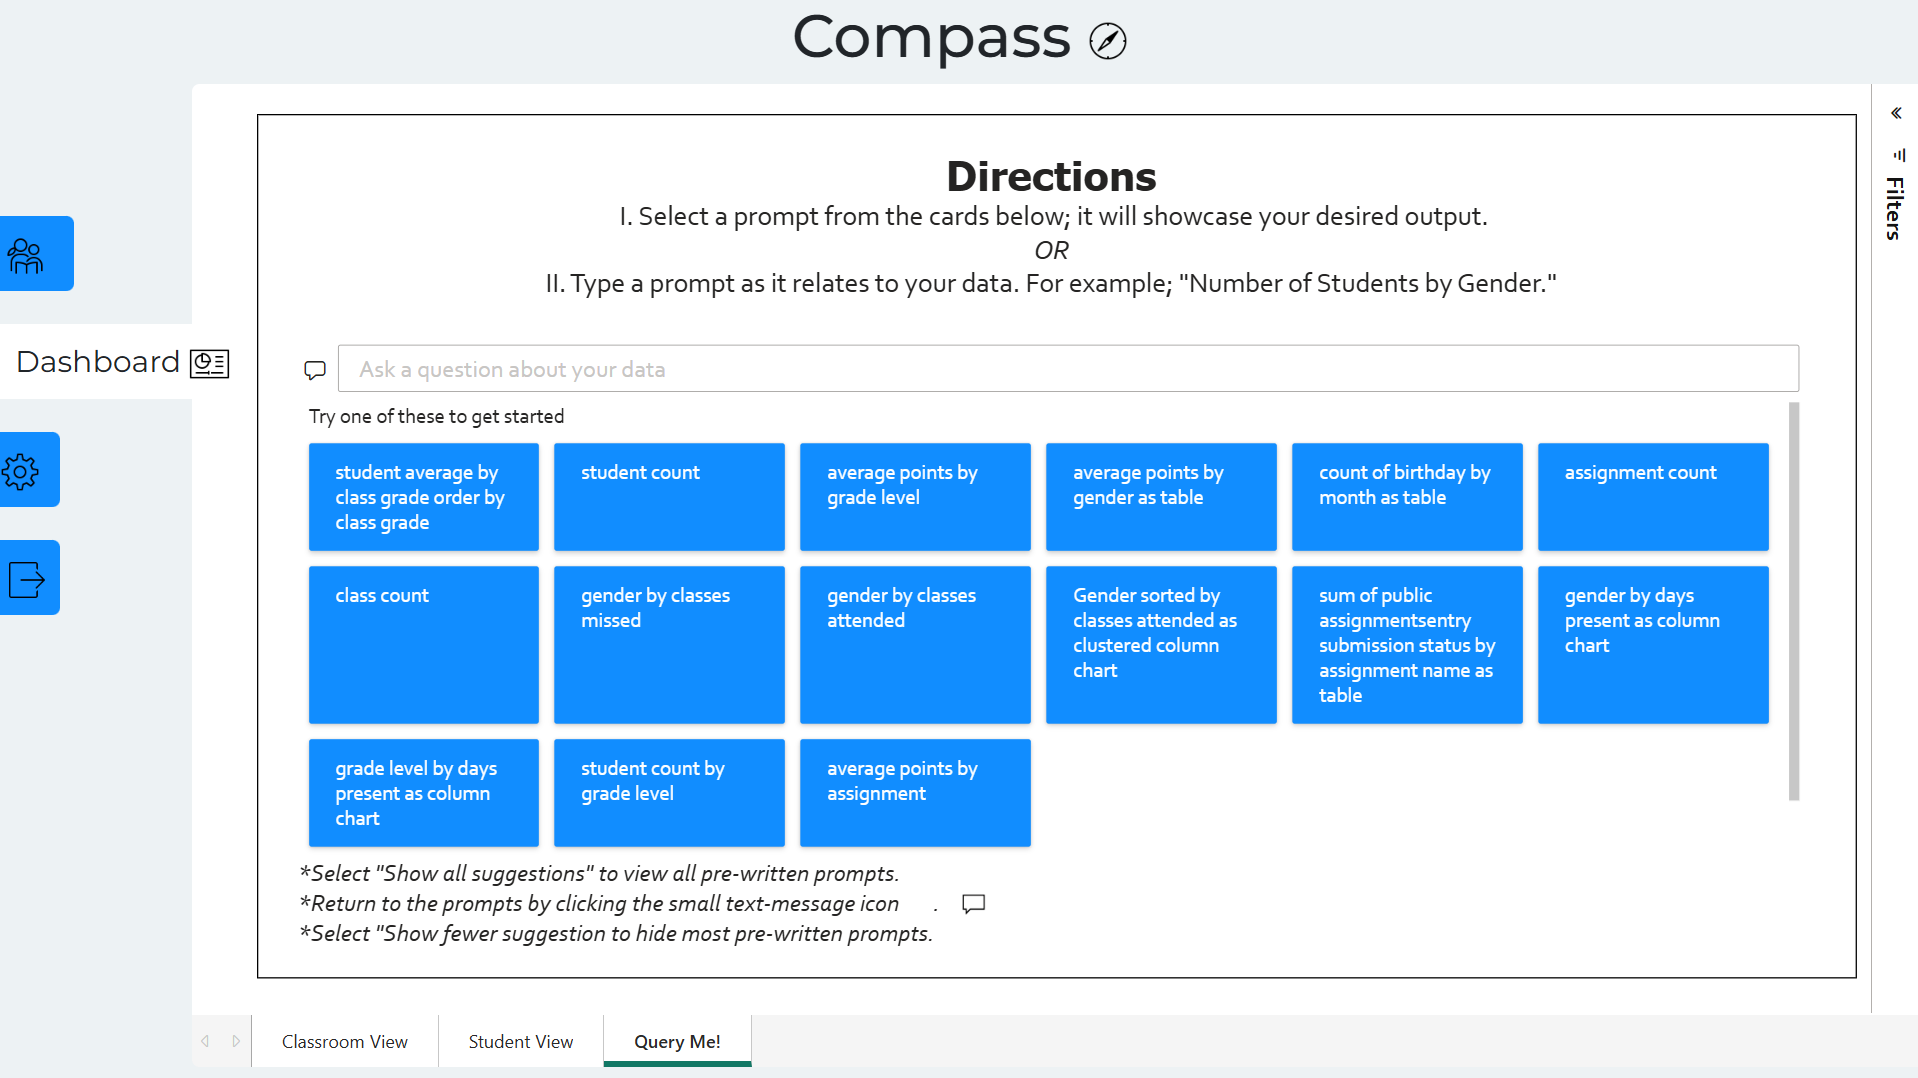 Compass
Directions
I. Select a prompt from the cards below; it will showcase your desired output.
OR
II. Type a prompt as it relates to your data. For example; "Number of Students by Gender."
Filters
Dashboard
Ask a question about your data
Try one of these to get started
student average by
class grade order by
class grade
student count
average points by
grade level
average points by
gender as table
count of birthday by
month as table
assignment count
class count
gender by classes
missed
gender by classes
attended
Gender sorted by
classes attended as
clustered column
chart
sum of public
assignmentsentry
submission status by
assignment name as
table
gender by days
present as column
chart
grade level by days
present as column
chart
student count by
grade level
average points by
assignment
*Select "Show all suggestions" to view all pre-written prompts.
*Return to the prompts by clicking the small text-message icon .
*Select "Show fewer suggestion to hide most pre-written prompts.
Classroom View
Student View
Query Me!